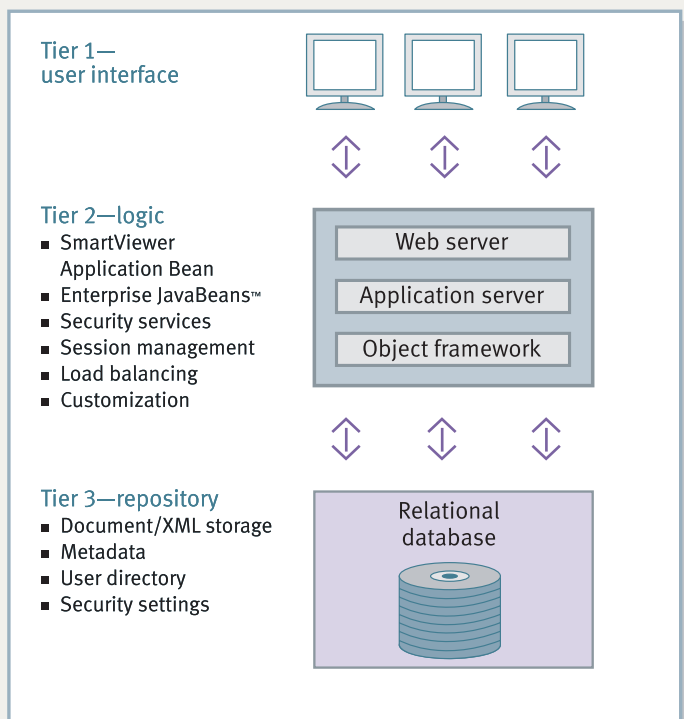 Tier 1—
user interface
Tier 2—logic
■ SmartViewer
Application Bean
■ Enterprise JavaBeans™
■ Security services
■ Session management
■ Load balancing
■ Customization
Web server
Application server
Object framework
Tier 3—repository
■ Document/XML storage
■ Metadata
■ User directory
■ Security settings
Relational
database